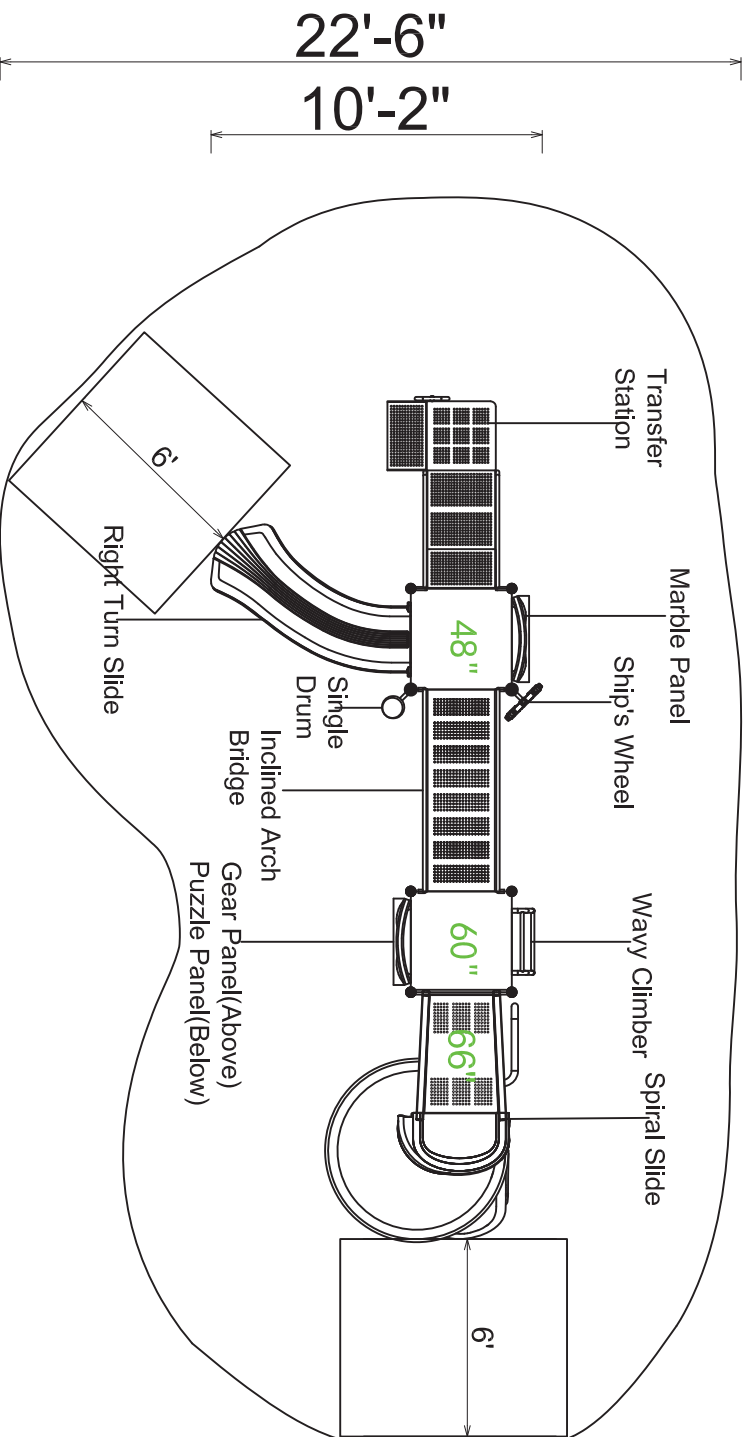 22'-6"
10'-2"
Transfer
Station
6'
Marble Panel
Right Turn Slide
48"
Ship's Wheel
Single
Drum
Inclined Arch
Bridge
Wavy Climber
60"
Gear Panel(Above)
Puzzle Panel(Below)
66"
Spiral Slide
6'